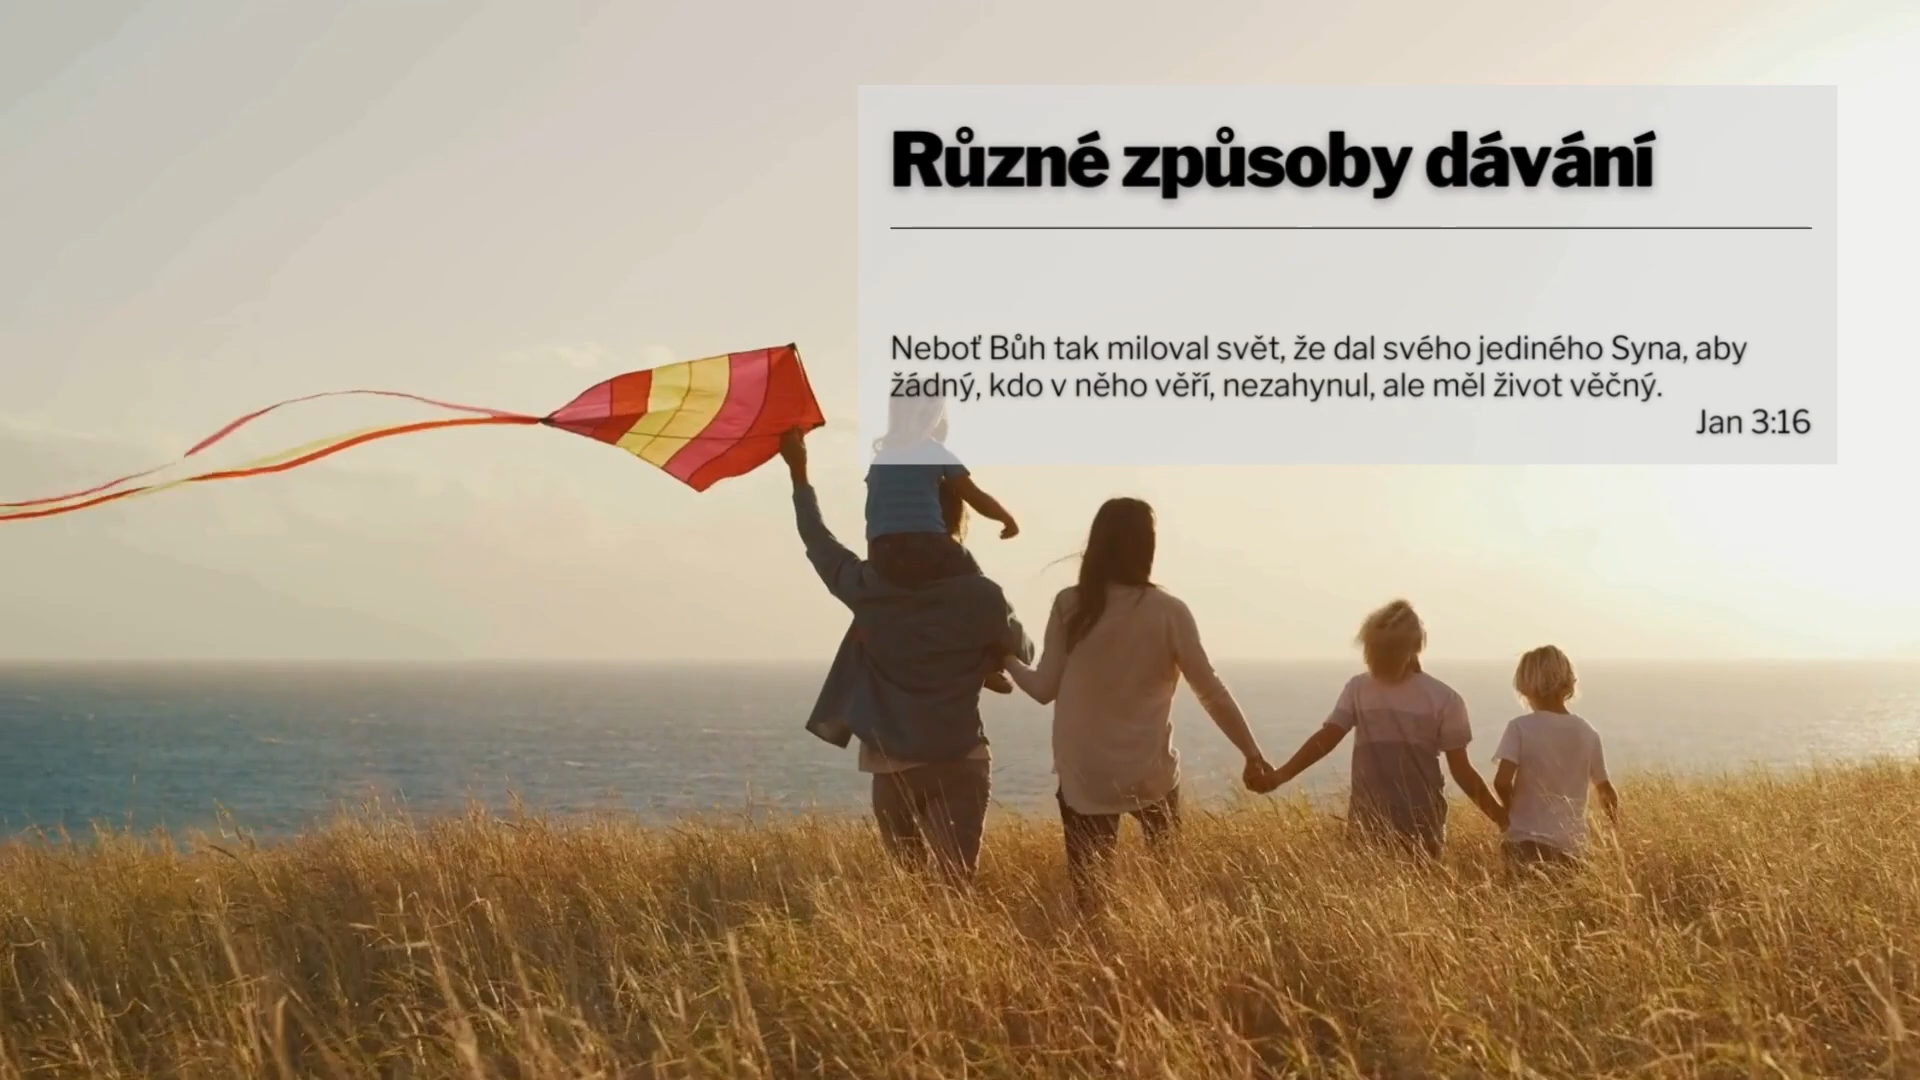 Různé způsoby dávání
Neboť Bůh tak miloval svět, že dal svého jediného Syna, aby
žádný, kdo v něho věří, nezahynul, ale měl život věčný.
Jan 3:16